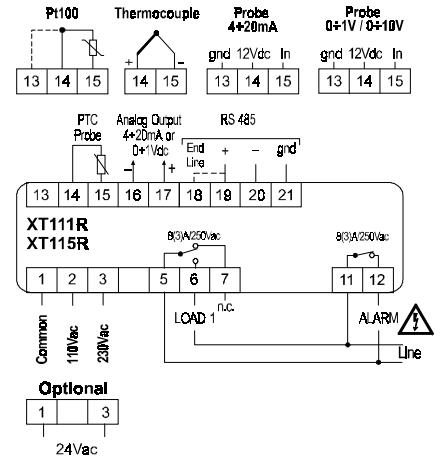 Pt100 Thermocouple Probe 4÷20mA Probe 0÷1V / 0÷10V
gnd 12Vdc In gnd 12Vdc In
+ −
13 14 15 14 15 13 14 15 13 14 15
PTC Probe Analog Output 4÷20mA or 0÷1Vdc RS 485
End Line + − gnd
− +
13 14 15 16 17 18 19 20 21
XT111R
XT115R
8(3)A/250Vac 8(3)A/250Vac
1 2 3 5 6 7 11 12
n.c.
Common 110Vac 230Vac LOAD 1 ALARM
Line
Optional
1 3
24Vac